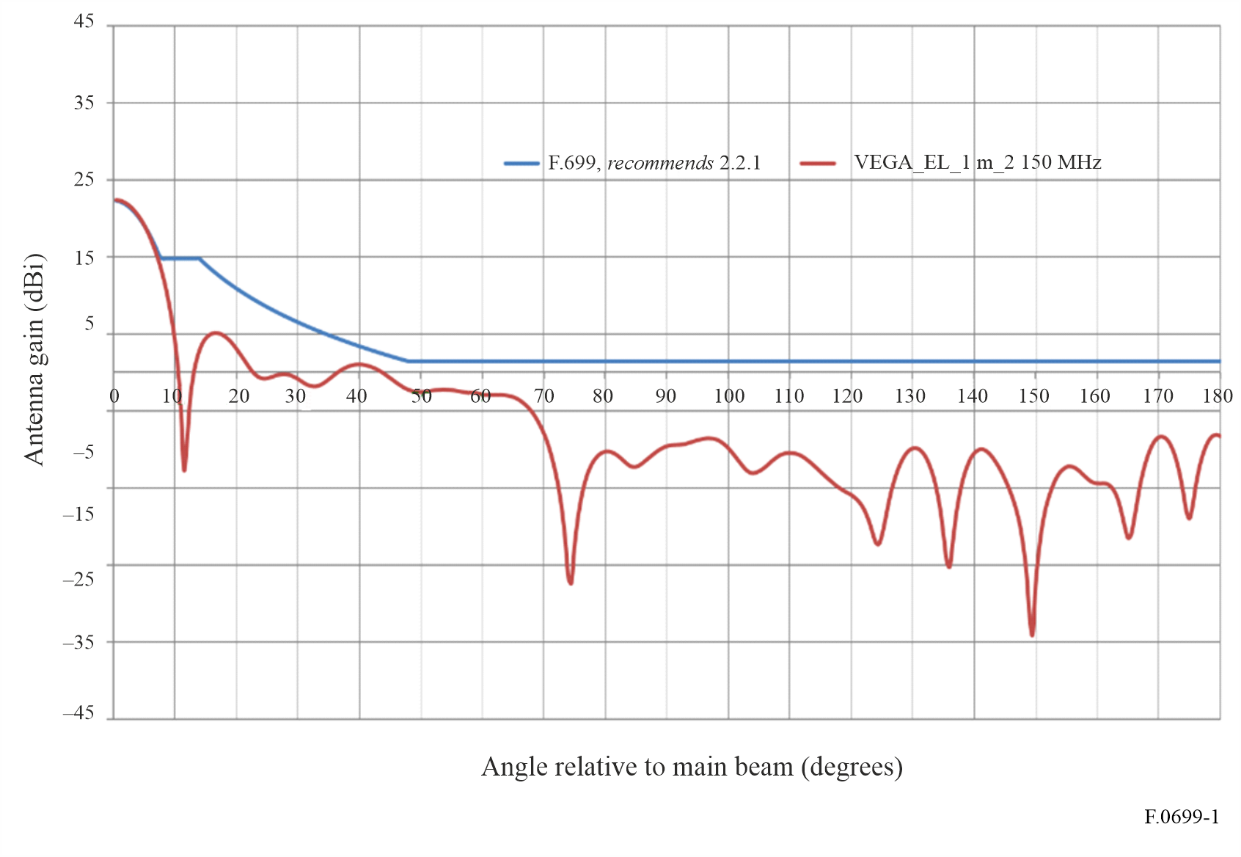 45
35
25
F.699, recommends 2.2.1 VEGA_EL_1 m_2 150 MHz
15
5
0 10 20 30 40 50 60 70 80 90 100 110 120 130 140 150 160 170 180
–5
–15
–25
–35
–45
Antenna gain (dBi)
Angle relative to main beam (degrees)
F.0699-1